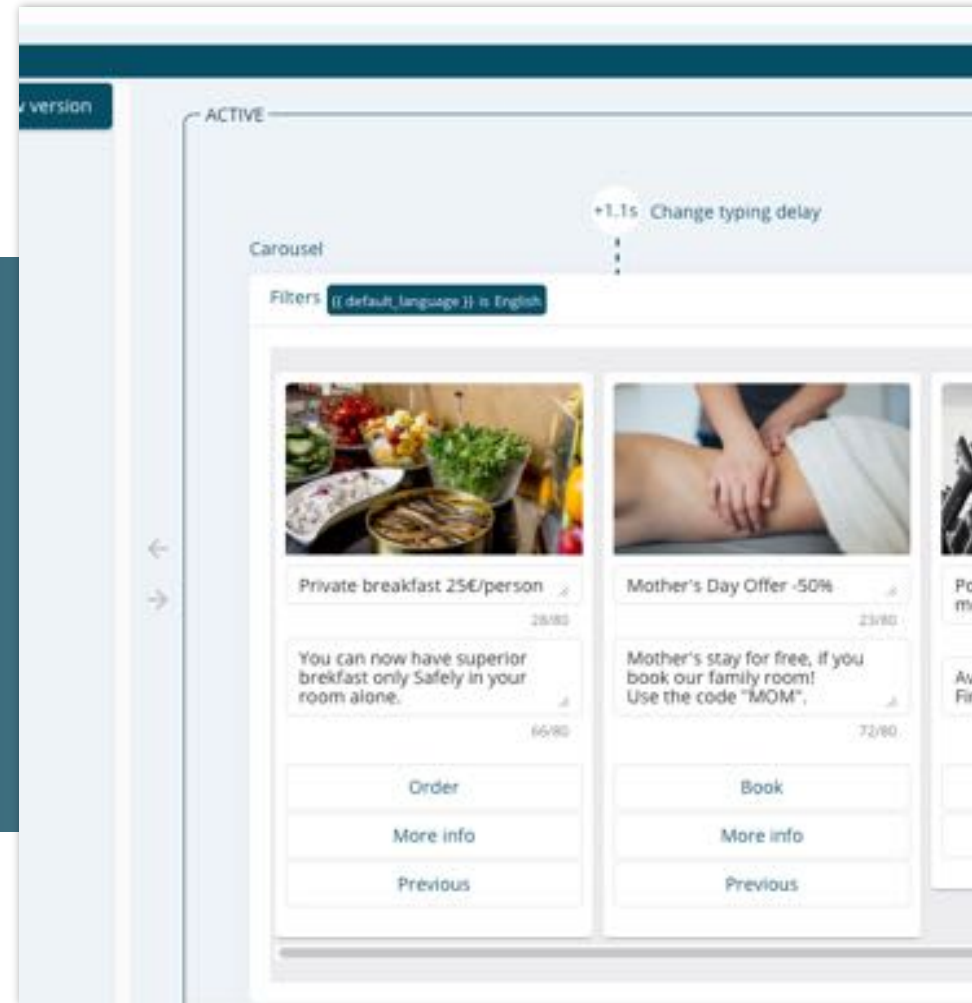 version
ACTIVE
+1.1s Change typing delay
Carousel
Filters {{ default_language }} is English
Private breakfast 25€/person
28/80
You can now have superior
brekfast only Safely in your
room alone.
66/80
Order
More info
Previous
Mother's Day Offer -50%
23/80
Mother's stay for free, if you
book our family room!
Use the code "MOM".
72/80
Book
More info
Previous